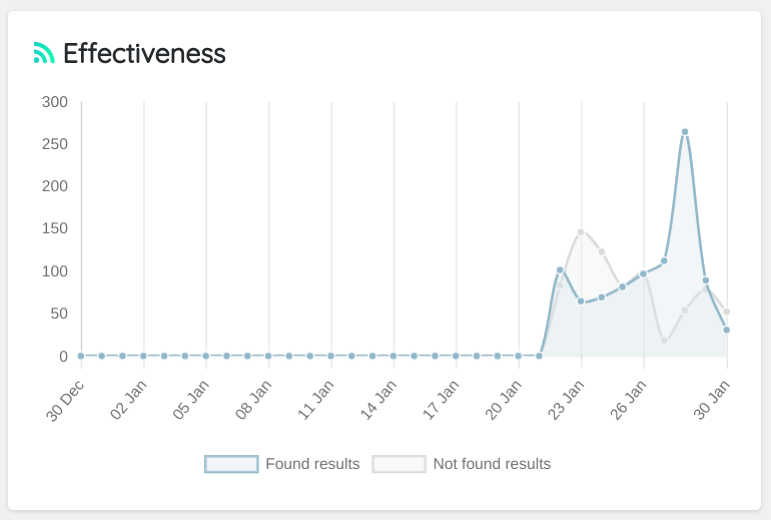 Effectiveness
300
250
200
150
100
50
0
30 Dec
02 Jan
05 Jan
08 Jan
11 Jan
14 Jan
17 Jan
20 Jan
23 Jan
26 Jan
30 Jan
Found results
Not found results